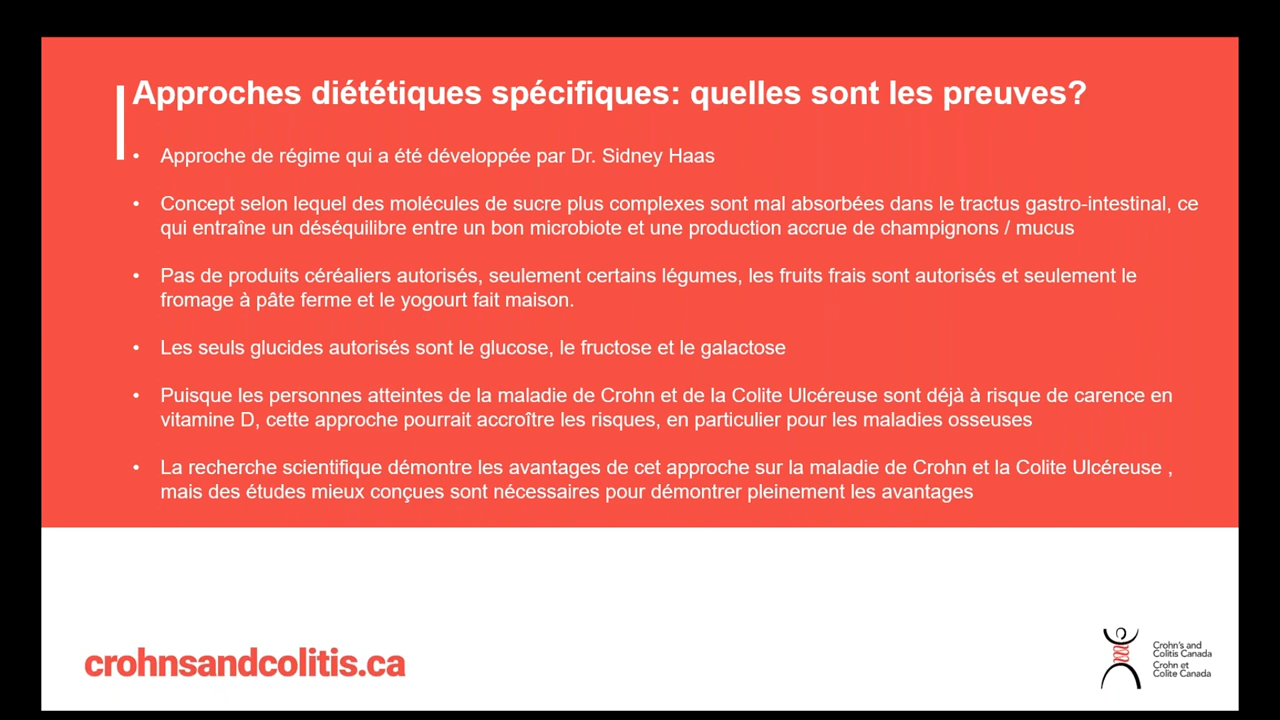 Approches diététiques spécifiques: quelles sont les preuves?
• Approche de régime qui a été développée par Dr. Sidney Haas
• Concept selon lequel des molécules de sucre plus complexes sont mal absorbées dans le tractus gastro-intestinal, ce
qui entraîne un déséquilibre entre un bon microbiote et une production accrue de champignons / mucus
• Pas de produits céréaliers autorisés, seulement certains légumes, les fruits frais sont autorisés et seulement le
fromage à pâte ferme et le yogourt fait maison.
• Les seuls glucides autorisés sont le glucose, le fructose et le galactose
• Puisque les personnes atteintes de la maladie de Crohn et de la Colite Ulcéreuse sont déjà à risque de carence en
vitamine D, cette approche pourrait accroître les risques, en particulier pour les maladies osseuses
• La recherche scientifique démontre les avantages de cet approche sur la maladie de Crohn et la Colite Ulcéreuse ,
mais des études mieux conçues sont nécessaires pour démontrer pleinement les avantages
crohnsandcolitis.ca
Crohn's and
Colitis Canada
Crohn et
Colite Canada